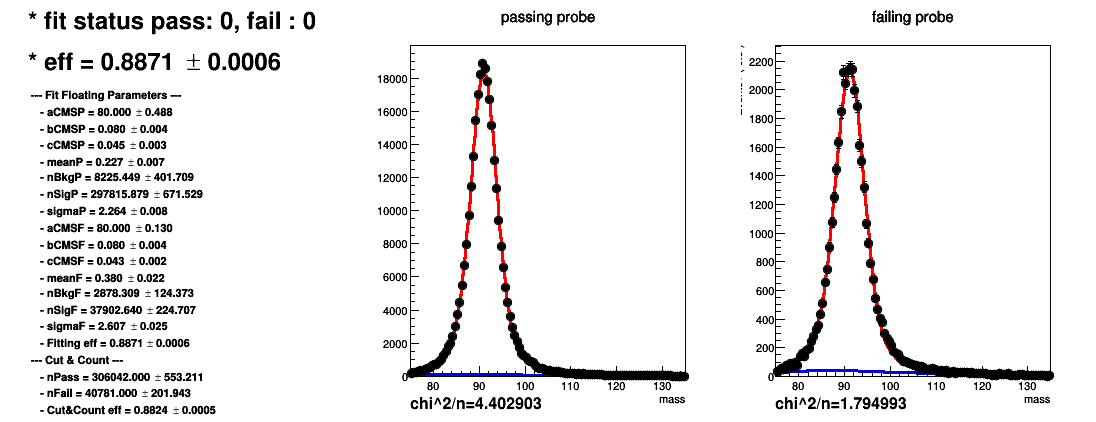 * fit status pass: 0, fail : 0
* eff = 0.8871 ± 0.0006
--- Fit Floating Parameters ---
- aCMSP = 80.000 ± 0.488
- bCMSP = 0.080 ± 0.004
- cCMSP = 0.045 ± 0.003
- meanP = 0.227 ± 0.007
- nBkgP = 8225.449 ± 401.709
- nSigP = 297815.879 ± 671.529
- sigmaP = 2.264 ± 0.008
- aCMSF = 80.000 ± 0.130
- bCMSF = 0.080 ± 0.004
- cCMSF = 0.043 ± 0.002
- meanF = 0.380 ± 0.022
- nBkgF = 2878.309 ± 124.373
- nSigF = 37902.640 ± 224.707
- sigmaF = 2.607 ± 0.025
- Fitting eff = 0.8871 ± 0.0006
--- Cut & Count ---
- nPass = 306042.000 ± 553.211
- nFail = 40781.000 ± 201.943
- Cut&Count eff = 0.8824 ± 0.0005
passing probe
18000
16000
14000
12000
10000
8000
6000
4000
2000
0
80 90 100 110 120 130
mass
chi^2/n=4.402903
failing probe
2200
2000
1800
1600
1400
1200
1000
800
600
400
200
0
80 90 100 110 120 130
mass
chi^2/n=1.794993